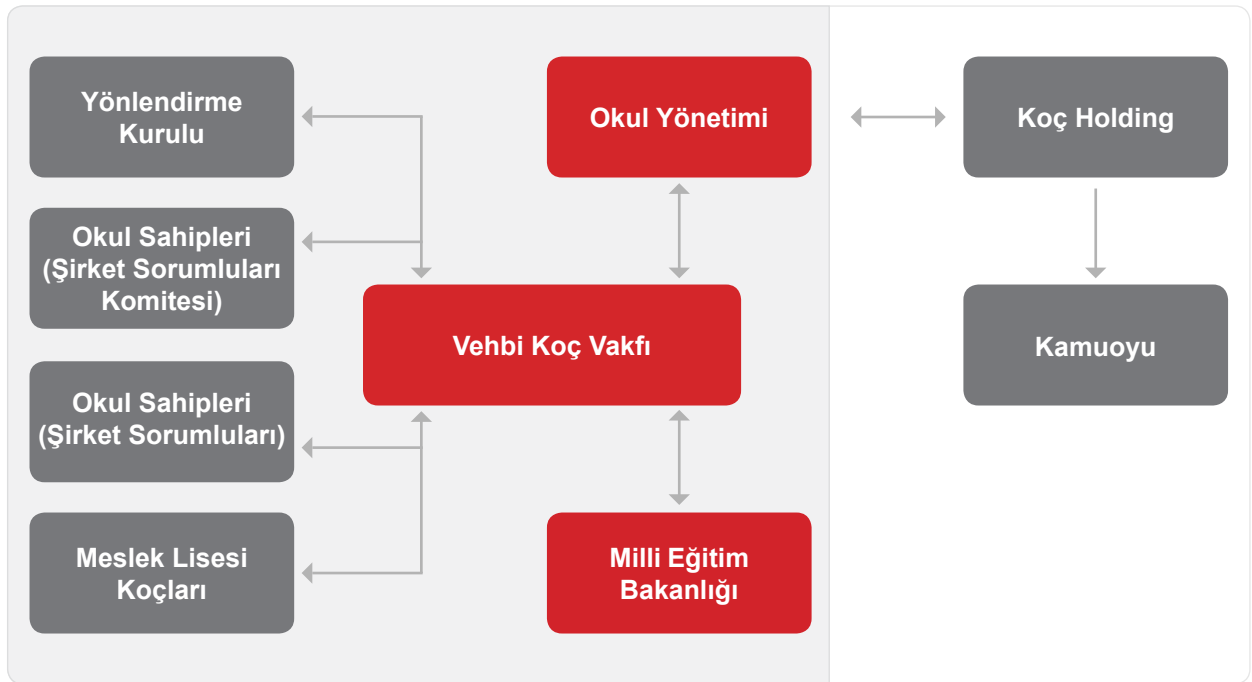 Yönlendirme
Kurulu
Okul Sahipleri
(Şirket Sorumluları
Komitesi)
Okul Sahipleri
(Şirket Sorumluları)
Meslek Lisesi
Koçları
Okul Yönetimi
Vehbi Koç Vakfı
Milli Eğitim
Bakanlığı
Koç Holding
Kamuoyu